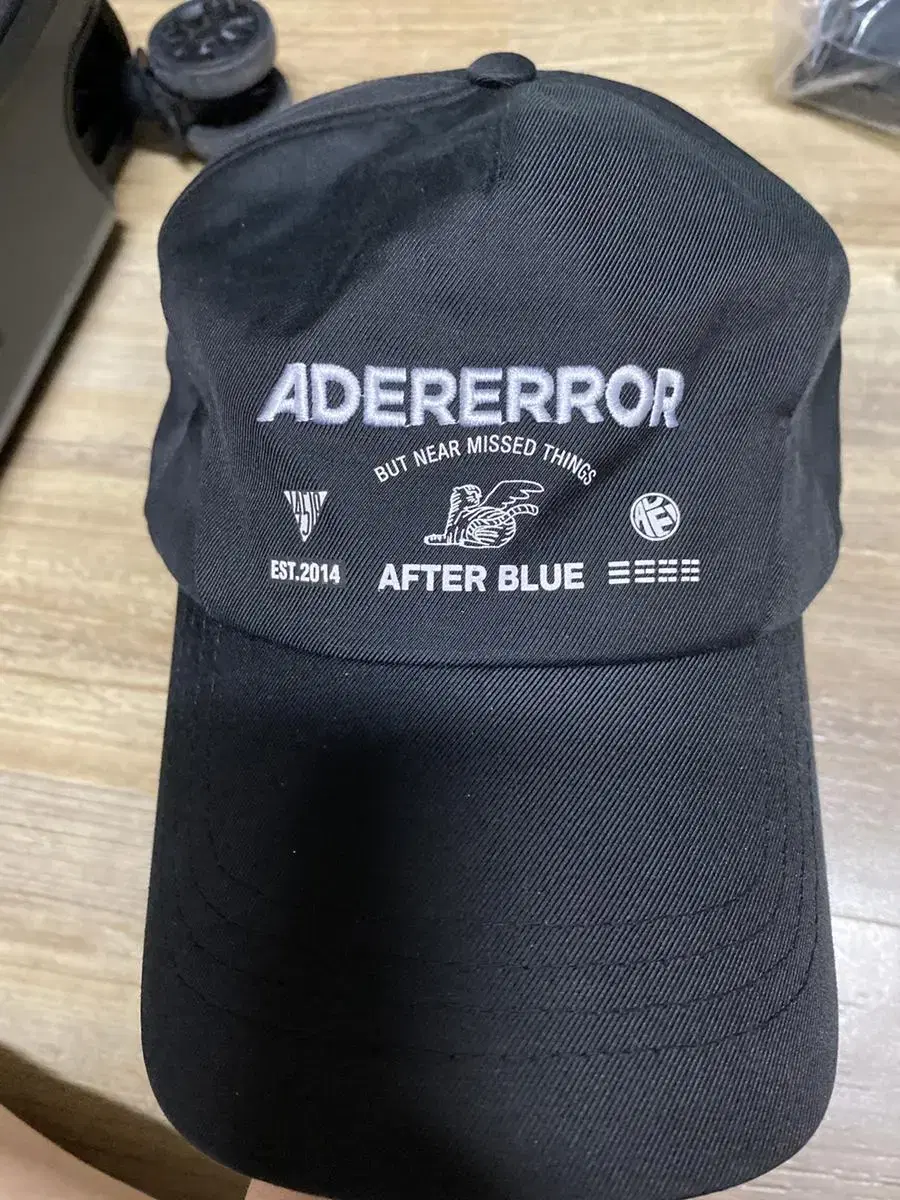 ADERERROR
BUT NEAR MISSED THINGS
EST.2014
AFTER BLUE